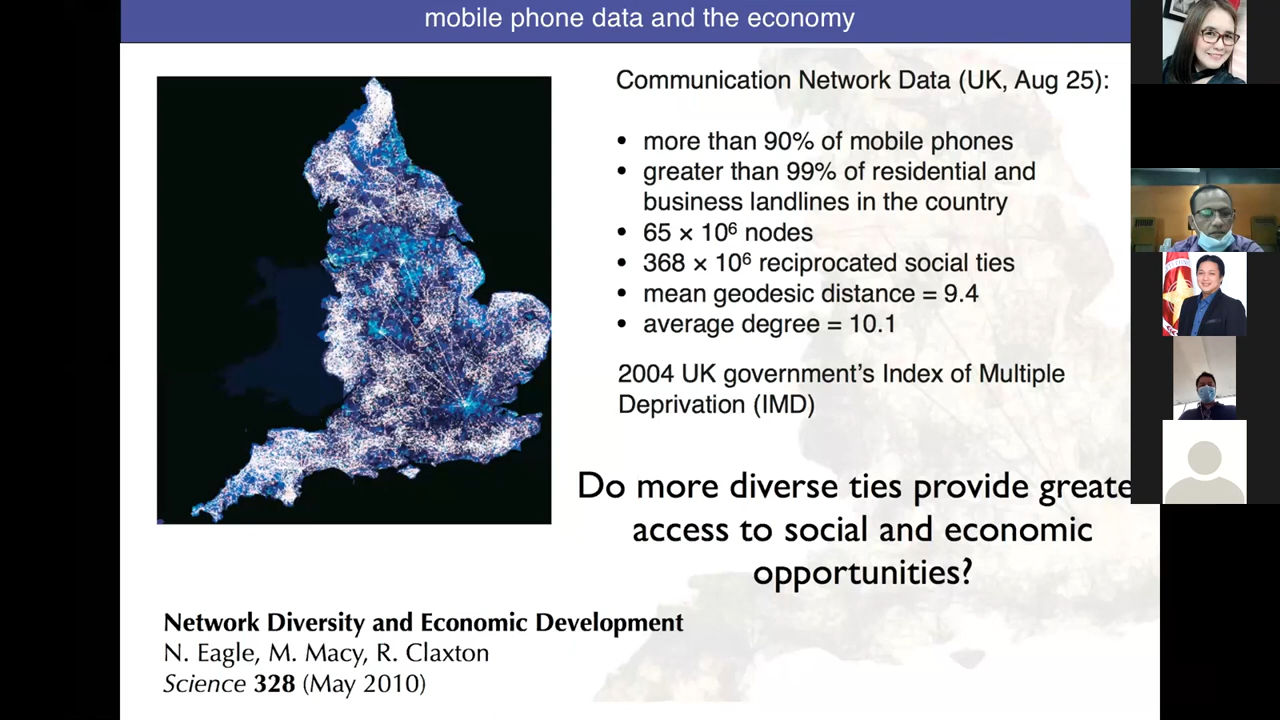 mobile phone data and the economy
Communication Network Data (UK, Aug 25):
• more than 90% of mobile phones
• greater than 99% of residential and
business landlines in the country
• 65 × 10⁶ nodes
• 368 × 10⁶ reciprocated social ties
• mean geodesic distance = 9.4
• average degree = 10.1
2004 UK government’s Index of Multiple
Deprivation (IMD)
Do more diverse ties provide greate
access to social and economic
opportunities?
Network Diversity and Economic Development
N. Eagle, M. Macy, R. Claxton
Science 328 (May 2010)